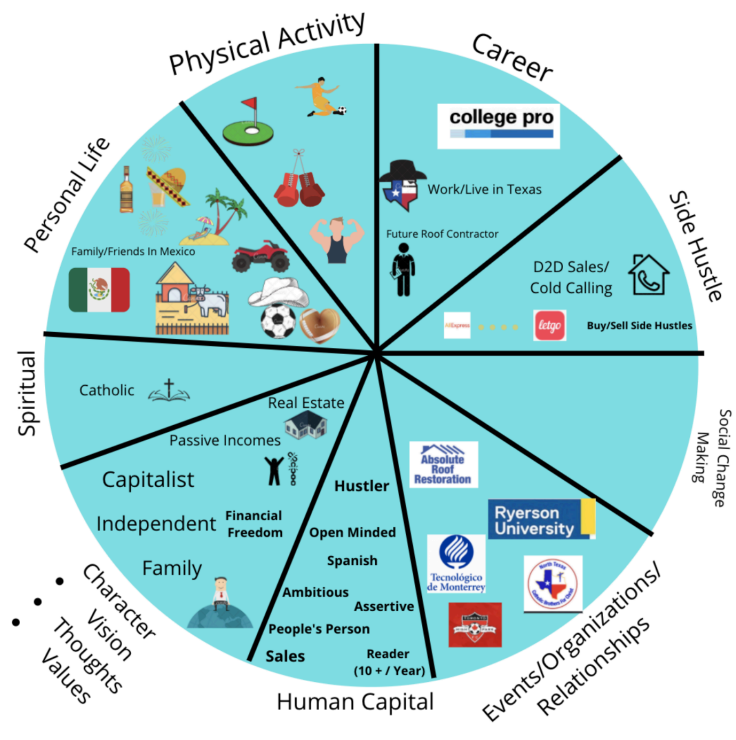 Physical Activity
Career
college pro
Work/Live in Texas
Future Roof Contractor
Side Hustle
D2D Sales/
Cold Calling
AliExpress
letgo
Buy/Sell Side Hustles
Social Change
Making
Events/Organizations/
Relationships
Absolute
Roof
Restoration
Ryerson
University
Tecnológico
de Monterrey
North Texas
Human Capital
Hustler
Open Minded
Spanish
Ambitious
Assertive
People's Person
Sales
Reader
(10 + / Year)
Character
Vision
Thoughts
Values
Real Estate
Passive Incomes
Capitalist
Independent
Financial
Freedom
Family
Spiritual
Catholic
Personal Life
Family/Friends In Mexico